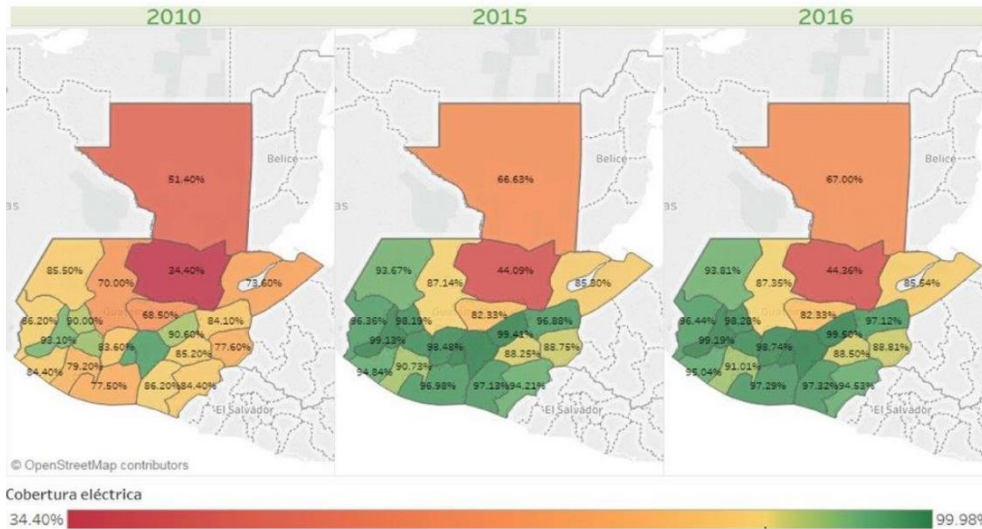 2010 2015 2016
Belice Belice Belice
51.40% 66.63% 67.00%
85.50% 70.00% 34.40% 73.60%
93.67% 87.14% 44.09% 85.80%
93.81% 87.35% 44.36% 85.54%
68.50% 82.33% 82.33%
86.20% 90.00% 84.10%
96.36% 98.19% 96.88%
96.44% 98.28% 97.12%
93.10% 83.60% 90.60% 85.20% 77.60%
99.13% 98.48% 99.41% 88.25% 88.75%
99.19% 98.74% 99.50% 88.50% 88.81%
84.40% 79.20% 77.50% 86.20% 84.40%
94.84% 90.73% 96.98% 97.13% 94.21%
95.04% 91.01% 97.29% 97.32% 94.53%
El Salvador El Salvador El Salvador
© OpenStreetMap contributors
Cobertura eléctrica
34.40% 99.98%